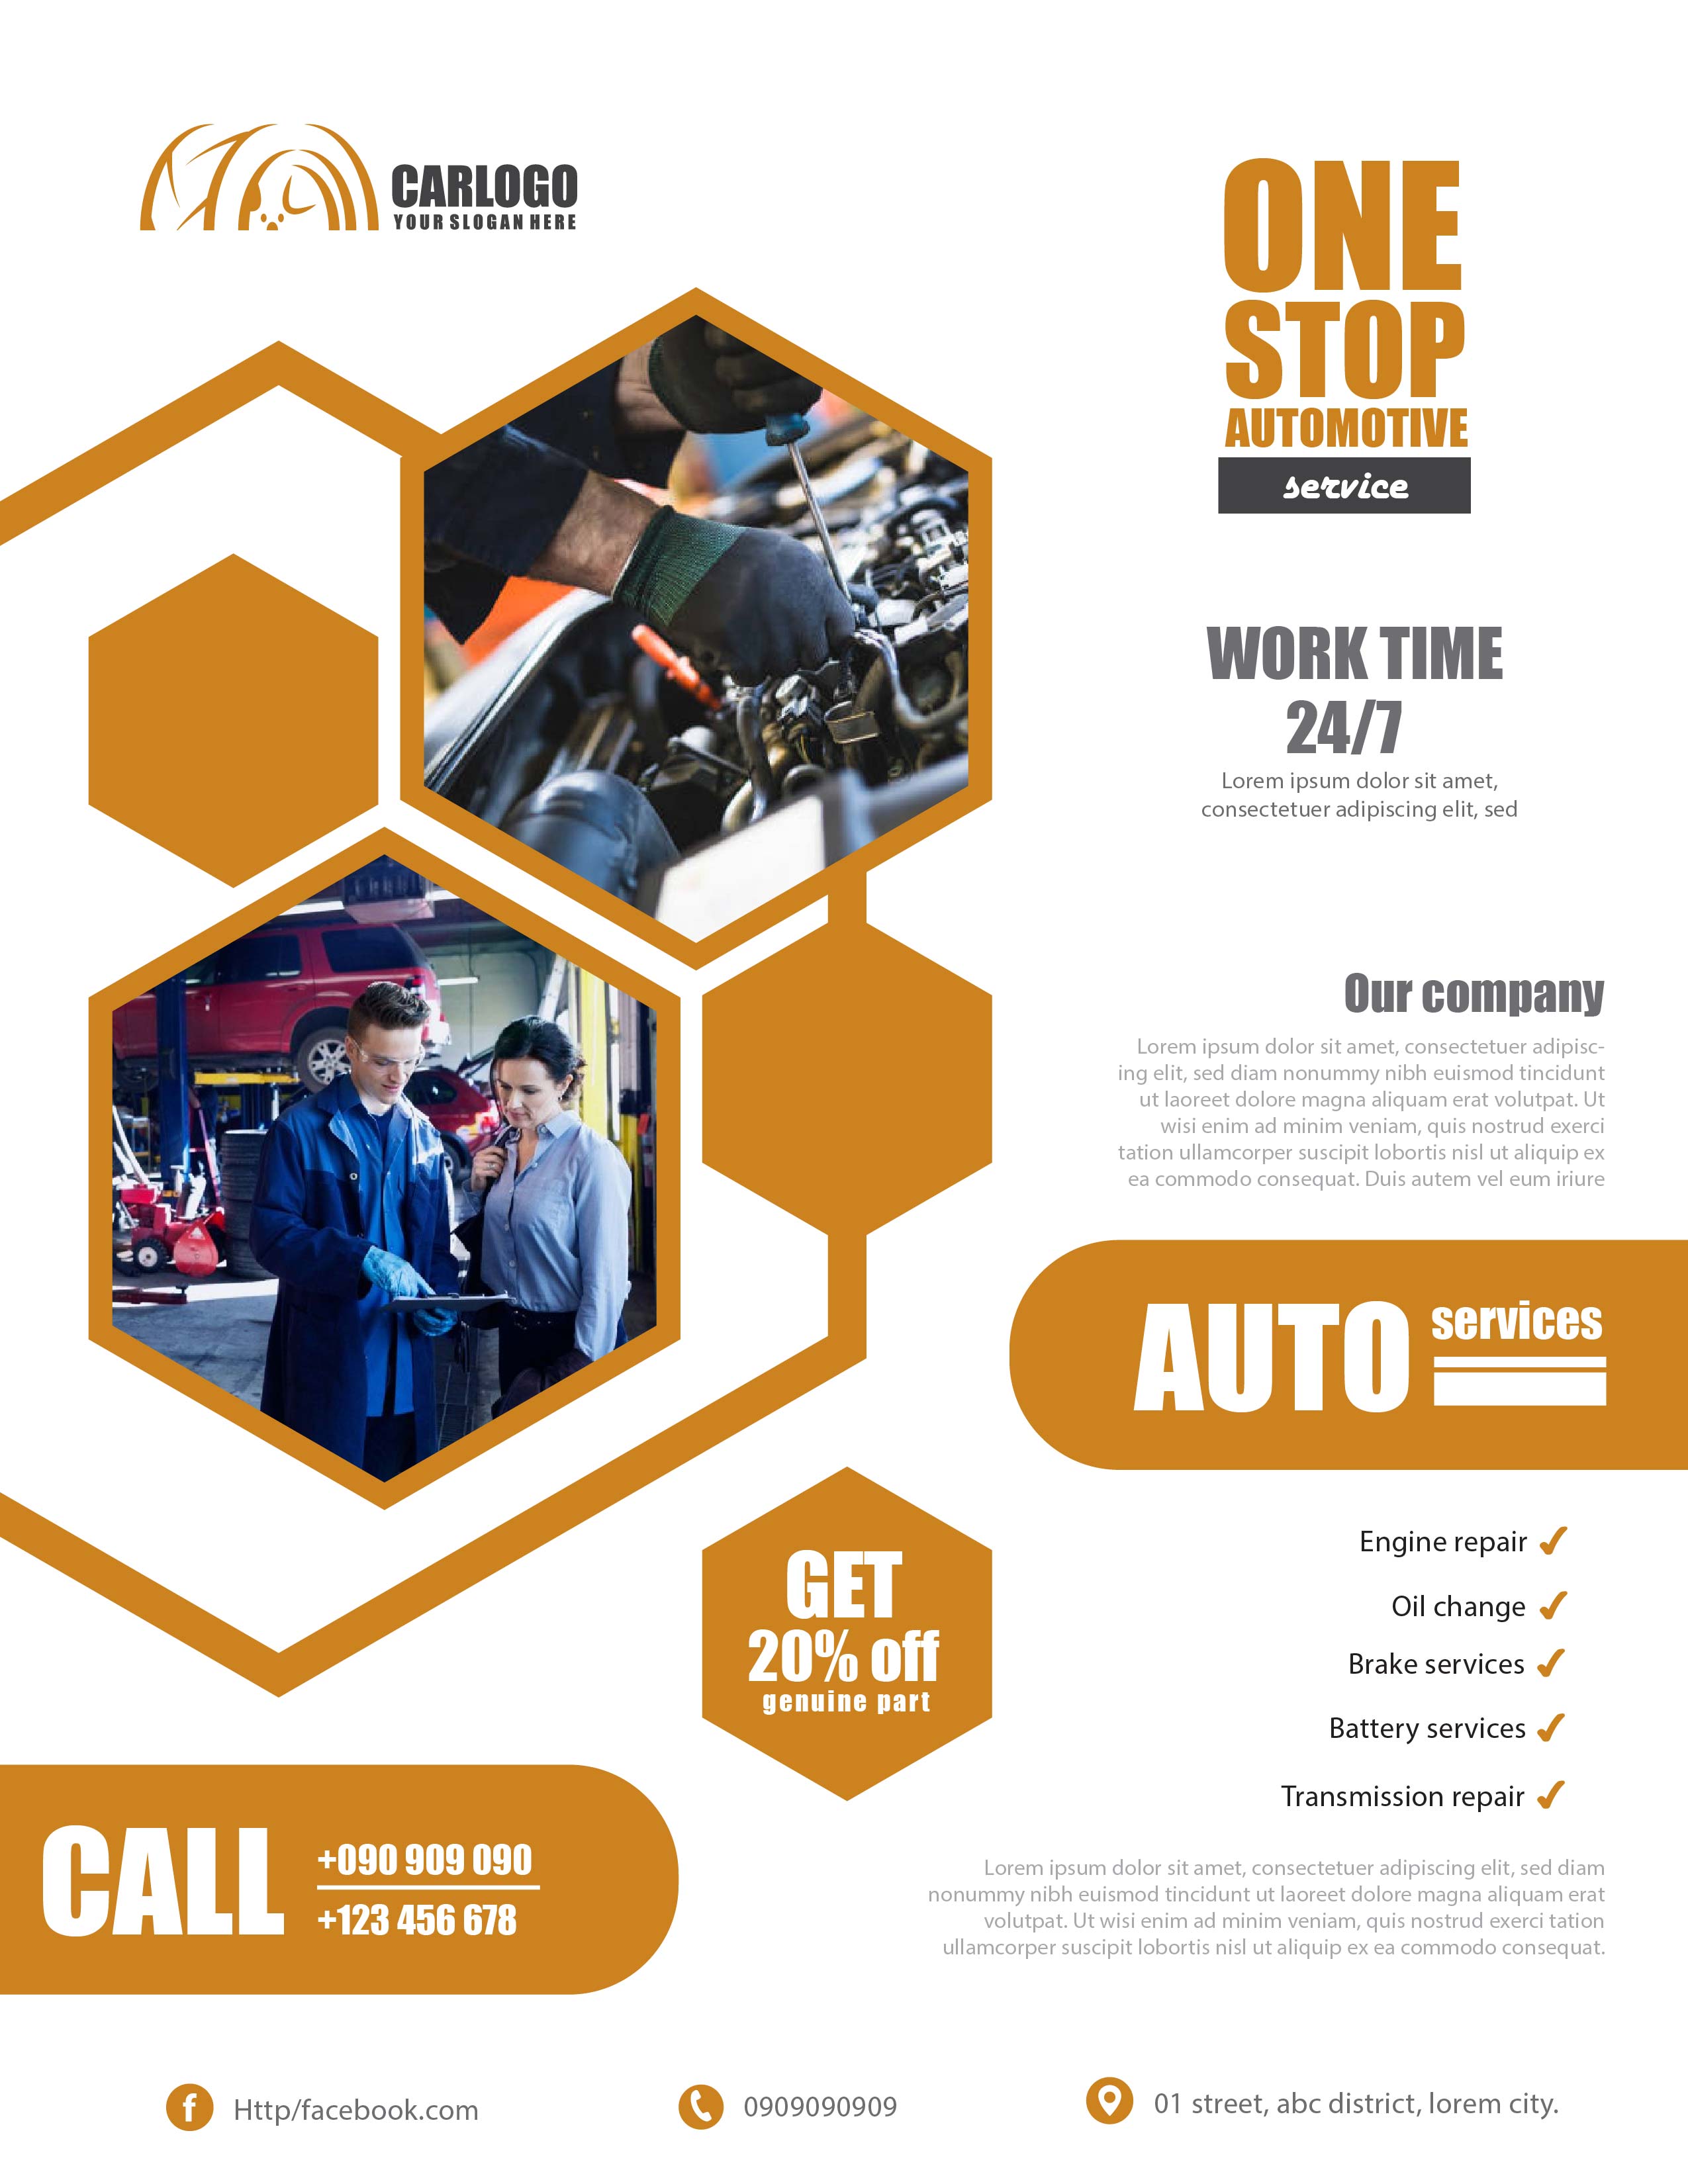 CARLOGO
YOUR SLOGAN HERE
ONE
STOP
AUTOMOTIVE
service
WORK TIME
24/7
Lorem ipsum dolor sit amet,
consectetuer adipiscing elit, sed
Our company
Lorem ipsum dolor sit amet, consectetuer adipisc-
ing elit, sed diam nonummy nibh euismod tincidunt
ut laoreet dolore magna aliquam erat volutpat. Ut
wisi enim ad minim veniam, quis nostrud exerci
tation ullamcorper suscipit lobortis nisl ut aliquip ex
ea commodo consequat. Duis autem vel eum iriure
AUTO services
Engine repair
Oil change
Brake services
Battery services
Transmission repair
GET
20% off
genuine part
CALL
+090 909 090
+123 456 678
Lorem ipsum dolor sit amet, consectetuer adipiscing elit, sed diam
nonummy nibh euismod tincidunt ut laoreet dolore magna aliquam erat
volutpat. Ut wisi enim ad minim veniam, quis nostrud exerci tation
ullamcorper suscipit lobortis nisl ut aliquip ex ea commodo consequat.
Http/facebook.com
0909090909
01 street, abc district, lorem city.